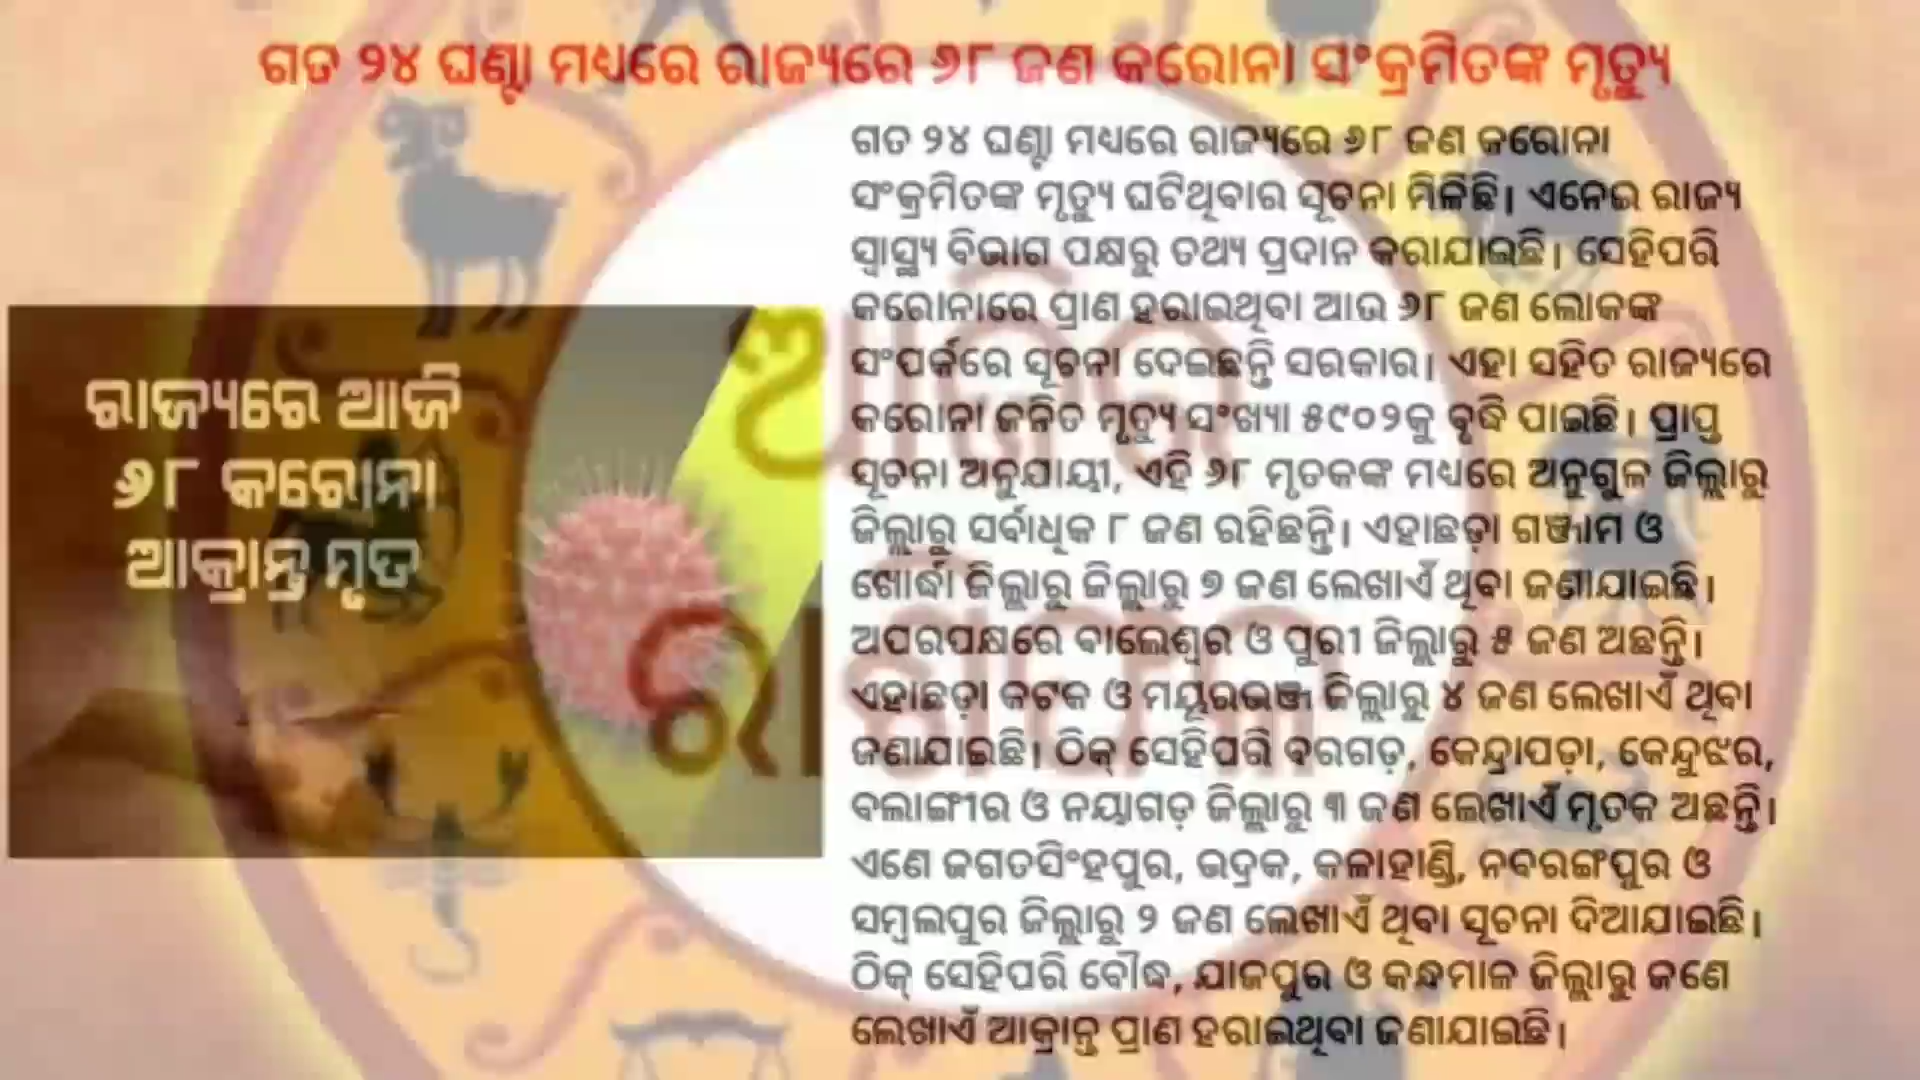 ଗତ ୨୪ ଘଣ୍ଟା ମଧ୍ୟରେ ରାଜ୍ୟରେ ୬୮ ଜଣ କରୋନା ସଂକ୍ରମିତଙ୍କ ମୃତ୍ୟୁ
ଗତ ୨୪ ଘଣ୍ଟା ମଧ୍ୟରେ ରାଜ୍ୟରେ ୬୮ ଜଣ କରୋନା
ସଂକ୍ରମିତଙ୍କ ମୃତ୍ୟୁ ଘଟିଥିବାର ସୂଚନା ମିଳିଛି। ଏନେଇ ରାଜ୍ୟ
ସ୍ୱାସ୍ଥ୍ୟ ବିଭାଗ ପକ୍ଷରୁ ତଥ୍ୟ ପ୍ରଦାନ କରାଯାଇଛି। ସେହିପରି
କରୋନାରେ ପ୍ରାଣ ହରାଇଥିବା ଆଉ ୬୮ ଜଣ ଲୋକଙ୍କ
ସଂପର୍କରେ ସୂଚନା ଦେଇଛନ୍ତି ସରକାର। ଏହା ସହିତ ରାଜ୍ୟରେ
କରୋନା ଜନିତ ମୃତ୍ୟୁ ସଂଖ୍ୟା ୫୯୦୨କୁ ବୃଦ୍ଧି ପାଇଛି। ପ୍ରାପ୍ତ
ସୂଚନା ଅନୁଯାୟୀ, ଏହି ୬୮ ମୃତକଙ୍କ ମଧ୍ୟରେ ଅନୁଗୁଳ ଜିଲ୍ଲାରୁ
ଜିଲ୍ଲାରୁ ସର୍ବାଧିକ ୮ ଜଣ ରହିଛନ୍ତି। ଏହାଛଡ଼ା ଗଞ୍ଜାମ ଓ
ଖୋର୍ଦ୍ଧା ଜିଲ୍ଲାରୁ ଜିଲ୍ଲାରୁ ୭ ଜଣ ଲେଖାଏଁ ଥିବା ଜଣାଯାଇଛି।
ଅପରପକ୍ଷରେ ବାଲେଶ୍ୱର ଓ ପୁରୀ ଜିଲ୍ଲାରୁ ୫ ଜଣ ଅଛନ୍ତି।
ଏହାଛଡ଼ା କଟକ ଓ ମୟୂରଭଞ୍ଜ ଜିଲ୍ଲାରୁ ୪ ଜଣ ଲେଖାଏଁ ଥିବା
ଜଣାଯାଇଛି। ଠିକ୍ ସେହିପରି ବରଗଡ଼, କେନ୍ଦ୍ରାପଡ଼ା, କେନ୍ଦୁଝର,
ବଲାଙ୍ଗୀର ଓ ନୟାଗଡ଼ ଜିଲ୍ଲାରୁ ୩ ଜଣ ଲେଖାଏଁ ମୃତକ ଅଛନ୍ତି।
ଏଣେ ଜଗତସିଂହପୁର, ଭଦ୍ରକ, କଳାହାଣ୍ଡି, ନବରଙ୍ଗପୁର ଓ
ସମ୍ବଲପୁର ଜିଲ୍ଲାରୁ ୨ ଜଣ ଲେଖାଏଁ ଥିବା ସୂଚନା ଦିଆଯାଇଛି।
ଠିକ୍ ସେହିପରି ବୌଦ୍ଧ, ଯାଜପୁର ଓ କନ୍ଧମାଳ ଜିଲ୍ଲାରୁ ଜଣେ
ଲେଖାଏଁ ଆକ୍ରାନ୍ତ ପ୍ରାଣ ହରାଇଥିବା ଜଣାଯାଇଛି।
ରାଜ୍ୟରେ ଆଜି
୬୮ କରୋନା
ଆକ୍ରାନ୍ତ ମୃତ
ଆଜିର
ରାଶିଫଳ